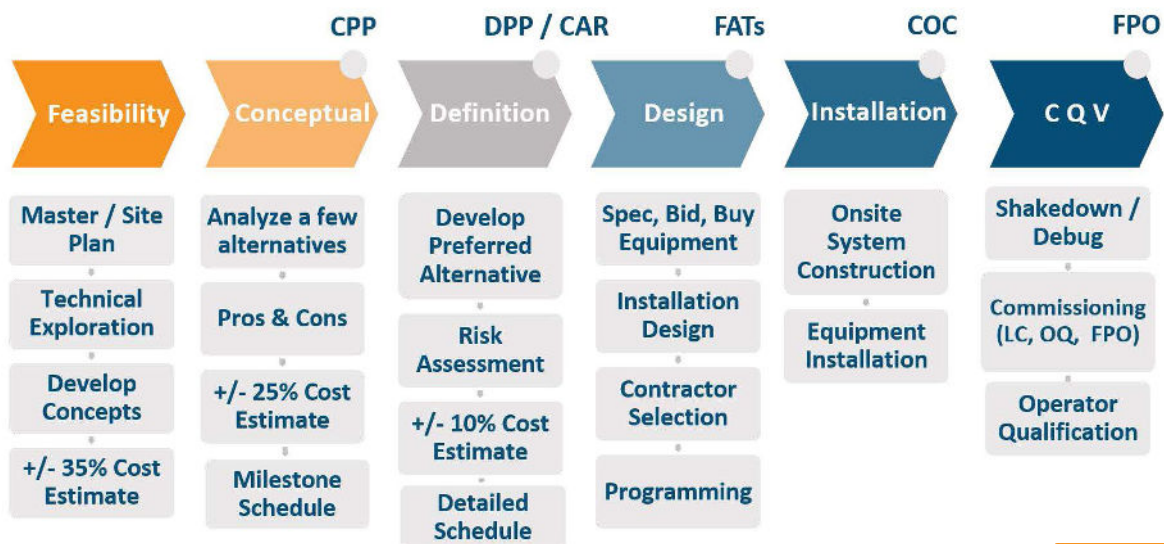 CPP
DPP / CAR
FATs
COC
FPO
Feasibility
Conceptual
Definition
Design
Installation
C Q V
Master / Site
Plan
Technical
Exploration
Develop
Concepts
+/- 35% Cost
Estimate
Analyze a few
alternatives
Pros & Cons
+/- 25% Cost
Estimate
Milestone
Schedule
Develop
Preferred
Alternative
Risk
Assessment
+/- 10% Cost
Estimate
Detailed
Schedule
Spec, Bid, Buy
Equipment
Installation
Design
Contractor
Selection
Programming
Onsite
System
Construction
Equipment
Installation
Shakedown /
Debug
Commissioning
(LC, OQ, FPO)
Operator
Qualification